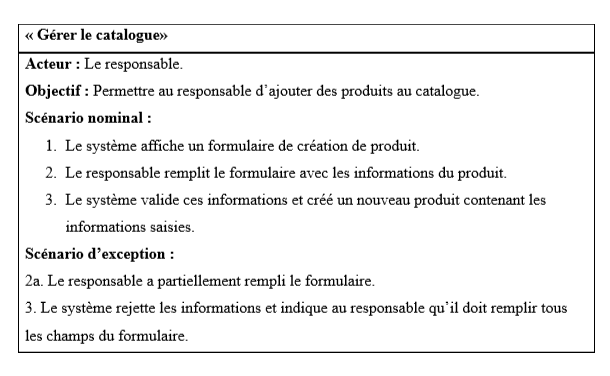 « Gérer le catalogue»
Acteur : Le responsable.
Objectif : Permettre au responsable d’ajouter des produits au catalogue.
Scénario nominal :
1. Le système affiche un formulaire de création de produit.
2. Le responsable remplit le formulaire avec les informations du produit.
3. Le système valide ces informations et créé un nouveau produit contenant les
informations saisies.
Scénario d’exception :
2a. Le responsable a partiellement rempli le formulaire.
3. Le système rejette les informations et indique au responsable qu’il doit remplir tous
les champs du formulaire.